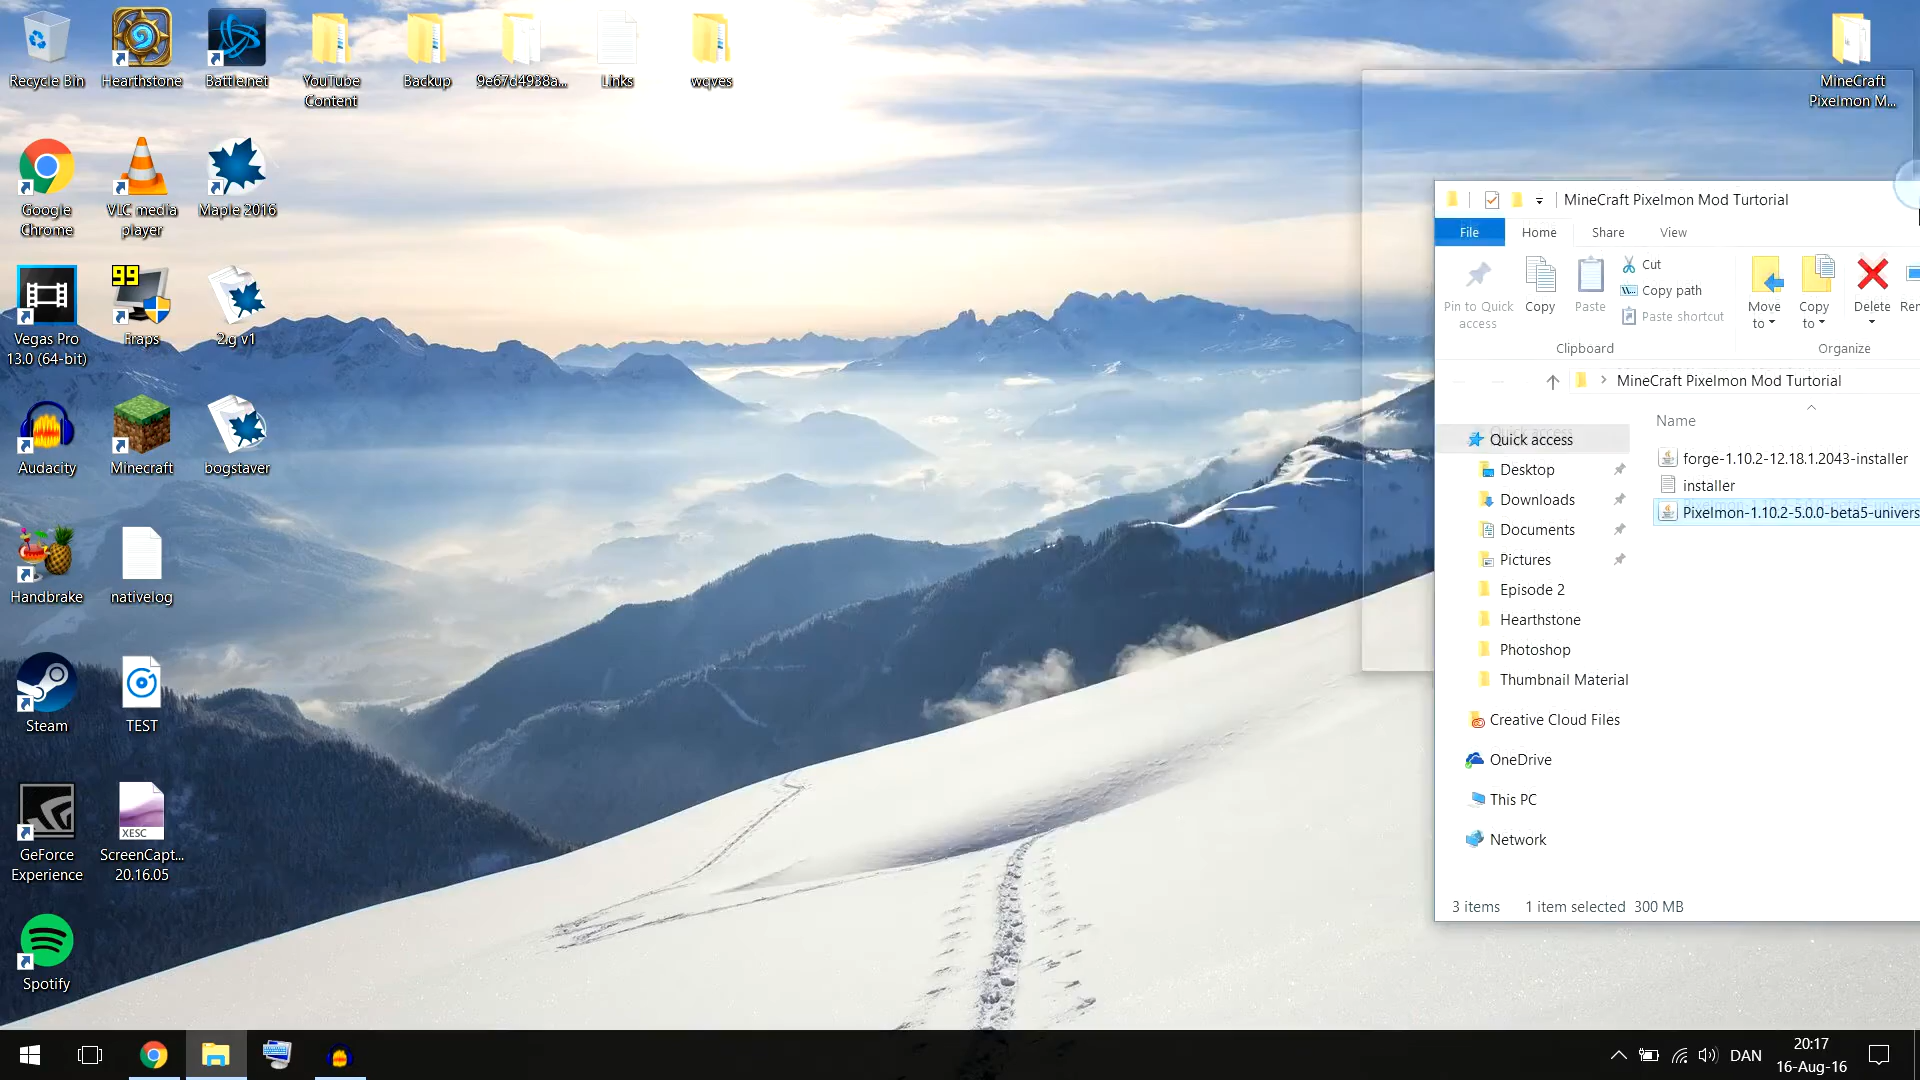 Recycle Bin
Hearthstone
Battle.net
YouTube
Content
Backup
9e67d4938a...
Links
wqves
MineCraft
Pixelmon M...
Google
Chrome
VLC media
player
Maple 2016
99
Vegas Pro
13.0 (64-bit)
Fraps
2ig v1
Audacity
Minecraft
bogstaver
Handbrake
nativelog
Steam
TEST
XESC
GeForce
Experience
ScreenCapt...
20.16.05
Spotify
MineCraft Pixelmon Mod Turtorial
File
Home
Share
View
Pin to Quick
access
Copy
Paste
Cut
Copy path
Paste shortcut
Move
to
Copy
to
Delete
Clipboard
Organize
MineCraft Pixelmon Mod Turtorial
Name
Quick access
Desktop
Downloads
Documents
Pictures
Episode 2
Hearthstone
Photoshop
Thumbnail Material
Creative Cloud Files
OneDrive
This PC
Network
forge-1.10.2-12.18.1.2043-installer
installer
Pixelmon-1.10.2-5.0.0-beta5-univers
3 items
1 item selected 300 MB
DAN
20:17
16-Aug-16